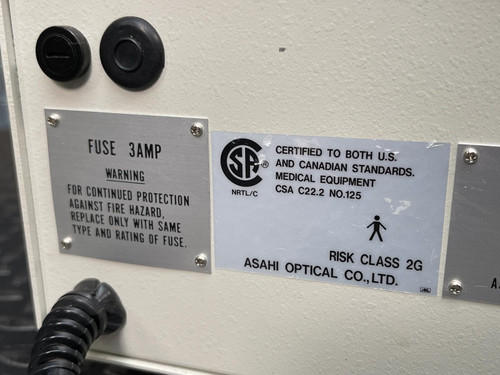 FUSE 3AMP
WARNING
FOR CONTINUED PROTECTION
AGAINST FIRE HAZARD,
REPLACE ONLY WITH SAME
TYPE AND RATING OF FUSE.
SA ®
NRTL/C
CERTIFIED TO BOTH U.S.
AND CANADIAN STANDARDS.
MEDICAL EQUIPMENT
CSA C22.2 NO.125
RISK CLASS 2G
ASAHI OPTICAL CO.,LTD.